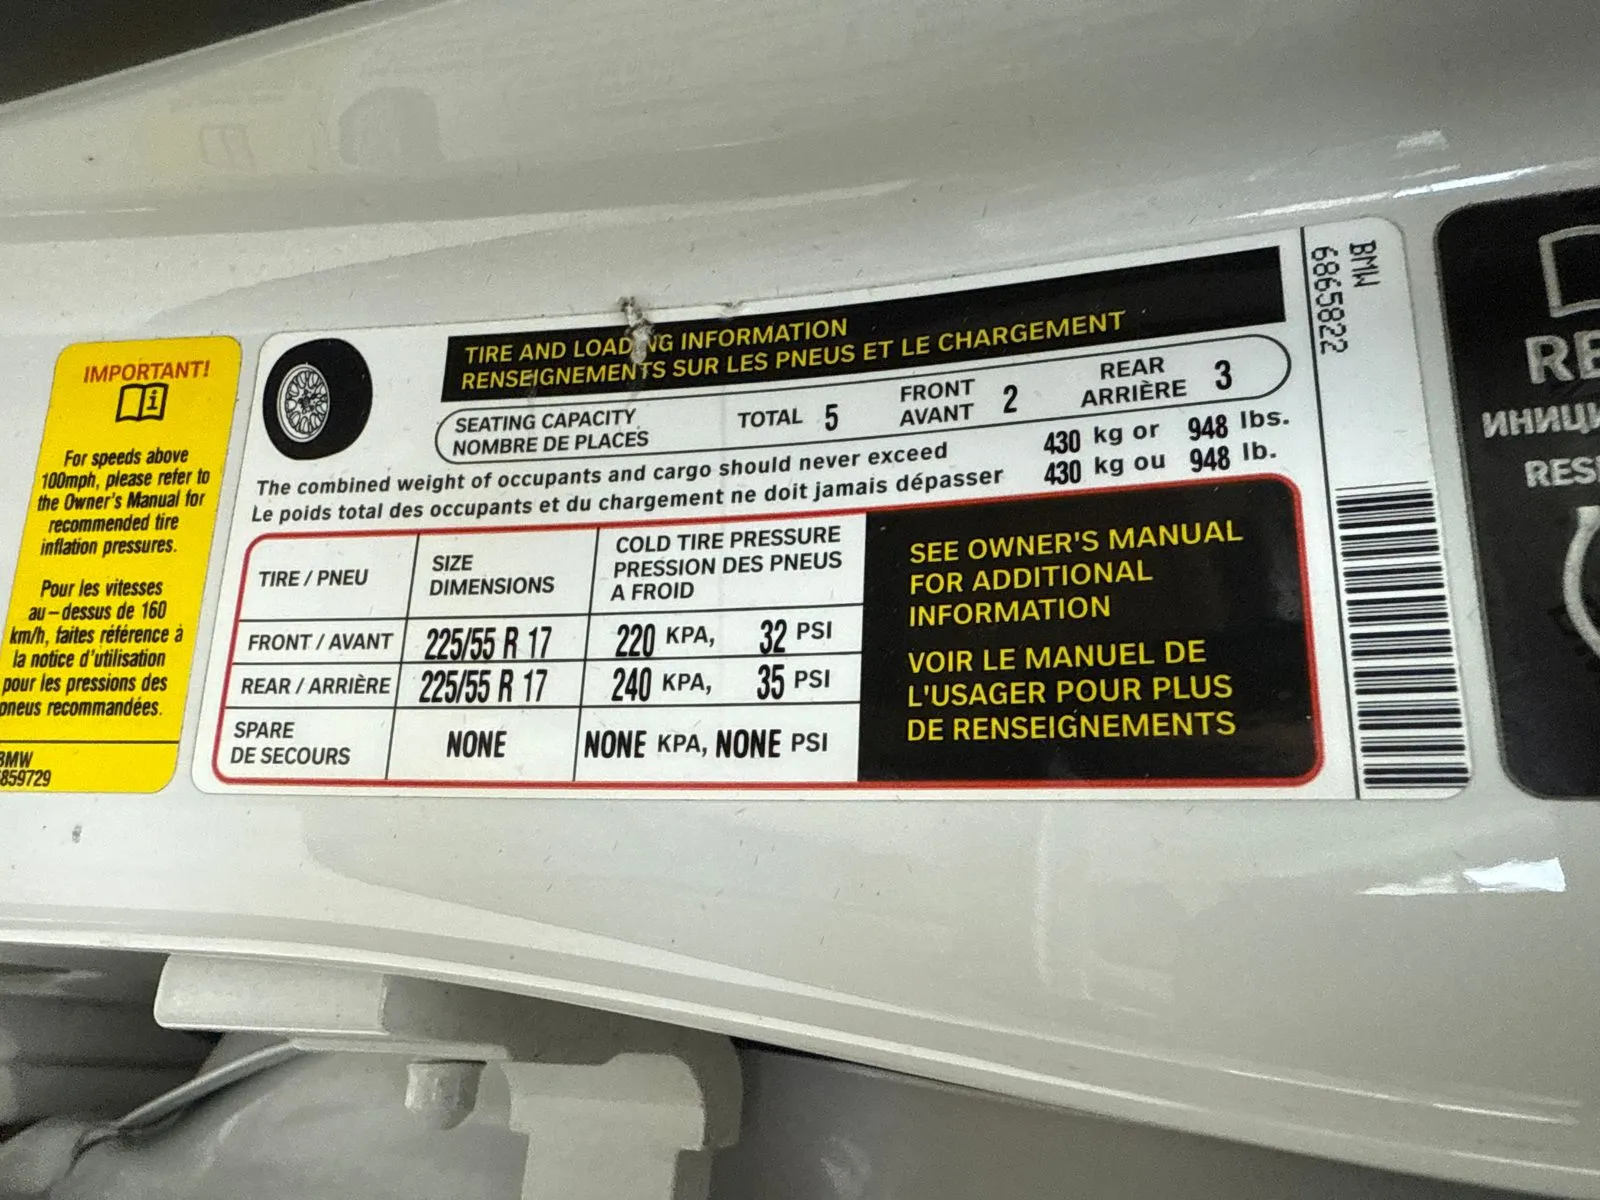 IMPORTANT!
For speeds above
100mph, please refer to
the Owner's Manual for
recommended tire
inflation pressures.
Pour les vitesses
au–dessus de 160
km/h, faites référence à
la notice d'utilisation
pour les pressions des
pneus recommandées.
BMW
859729
TIRE AND LOADING INFORMATION
RENSEIGNEMENTS SUR LES PNEUS ET LE CHARGEMENT
SEATING CAPACITY
NOMBRE DE PLACES
TOTAL 5
FRONT
AVANT 2
REAR
ARRIÈRE 3
The combined weight of occupants and cargo should never exceed 430 kg or 948 lbs.
Le poids total des occupants et du chargement ne doit jamais dépasser 430 kg ou 948 lb.
TIRE / PNEU
SIZE
DIMENSIONS
COLD TIRE PRESSURE
PRESSION DES PNEUS
A FROID
FRONT / AVANT 225/55 R 17 220 KPA, 32 PSI
REAR / ARRIÈRE 225/55 R 17 240 KPA, 35 PSI
SPARE
DE SECOURS
NONE NONE KPA, NONE PSI
SEE OWNER'S MANUAL
FOR ADDITIONAL
INFORMATION
VOIR LE MANUEL DE
L'USAGER POUR PLUS
DE RENSEIGNEMENTS
BMW
6865822
RE
ИНИЦИ
RES